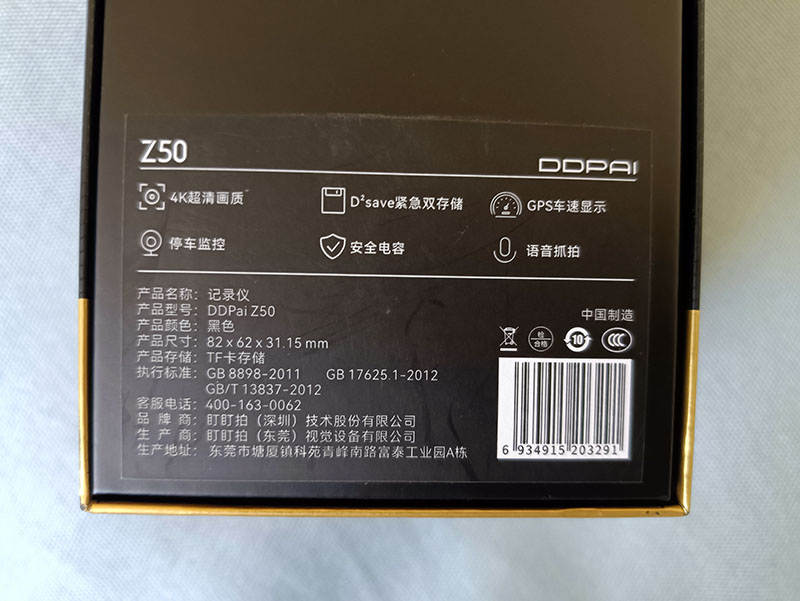 Z50
DDPAI
4K超清画质
D²save紧急双存储
GPS车速显示
停车监控
安全电容
语音抓拍
产品名称：记录仪
产品型号：DDPai Z50
产品颜色：黑色
产品尺寸：82 x 62 x 31.15 mm
产品存储：TF卡存储
执行标准：GB 8898-2011 GB 17625.1-2012
GB/T 13837-2012
客服电话：400-163-0062
品 牌 商：盯盯拍（深圳）技术股份有限公司
生 产 商：盯盯拍（东莞）视觉设备有限公司
生产地址：东莞市塘厦镇科苑青峰南路富泰工业园A栋
中国制造
检
合格
10
CCC
6 934915 203291